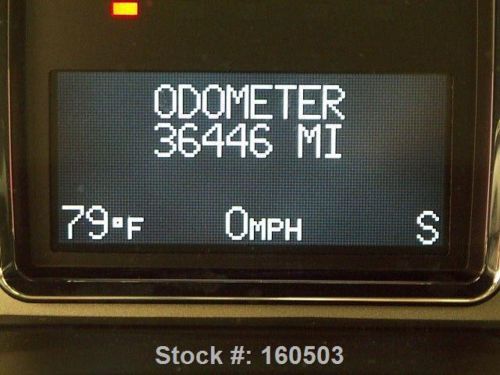 ODOMETER
36446 MI
79°F 0MPH S
Stock #: 160503